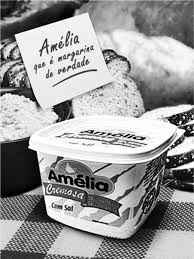 Amélia
que é margarina
de verdade
Amélia
Cremosa
Com Sal